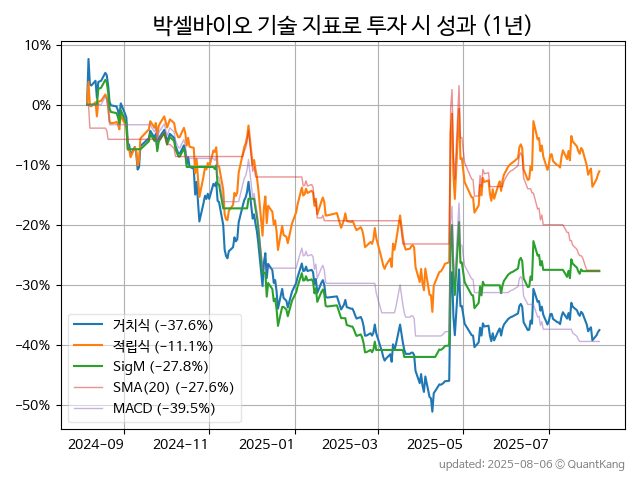 박셀바이오 기술 지표로 투자 시 성과 (1년)
10%
0%
−10%
−20%
−30%
−40%
−50%
거치식 (−37.6%)
적립식 (−11.1%)
SigM (−27.8%)
SMA(20) (−27.6%)
MACD (−39.5%)
2024-09
2024-11
2025-01
2025-03
2025-05
2025-07
updated: 2025-08-06 © QuantKang